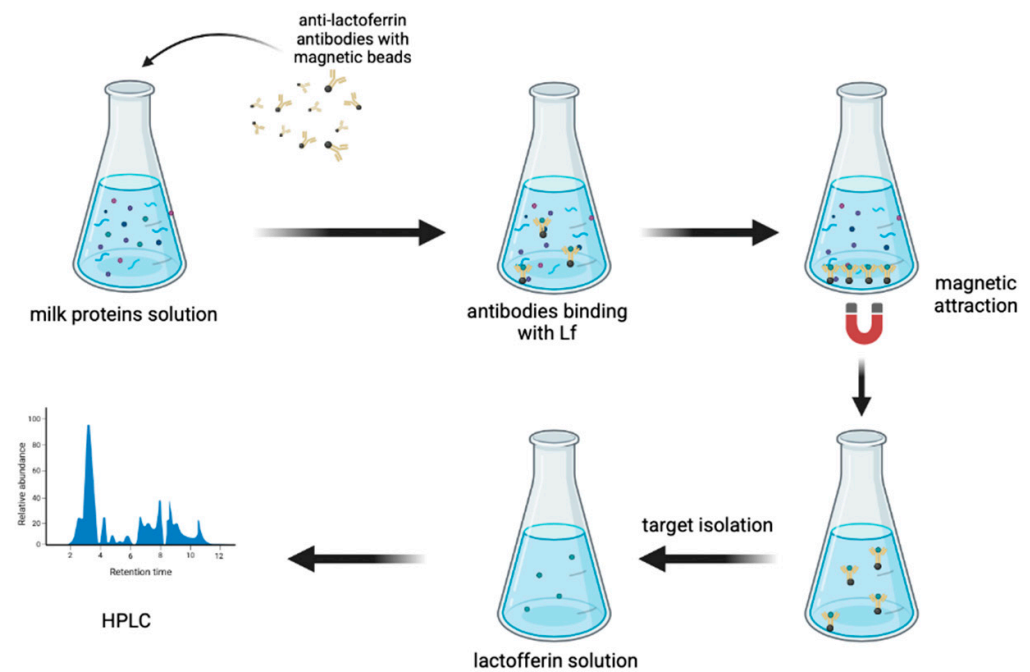 anti-lactoferrin
antibodies with
magnetic beads
milk proteins solution
antibodies binding
with Lf
magnetic
attraction
target isolation
lactofferin solution
Relative abundance
100
80
60
40
20
0
2 4 6 8 10 12
Retention time
HPLC